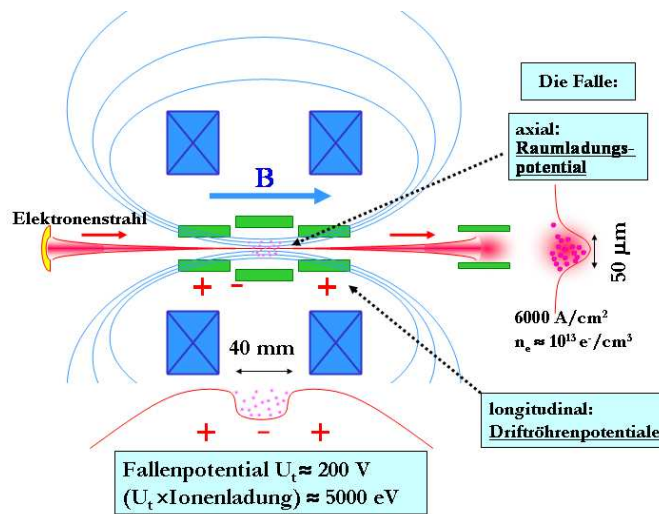 Die Falle:
axial:
Raumladungs-
potential
B
Elektronenstrahl
+ - +
50 µm
6000 A/cm²
nₑ ≈ 10¹³ e⁻/cm³
40 mm
longitudinal:
Driftröhrenpotentiale
+ - +
Fallenpotential Uₜ ≈ 200 V
(Uₜ ×Ionenladung) ≈ 5000 eV